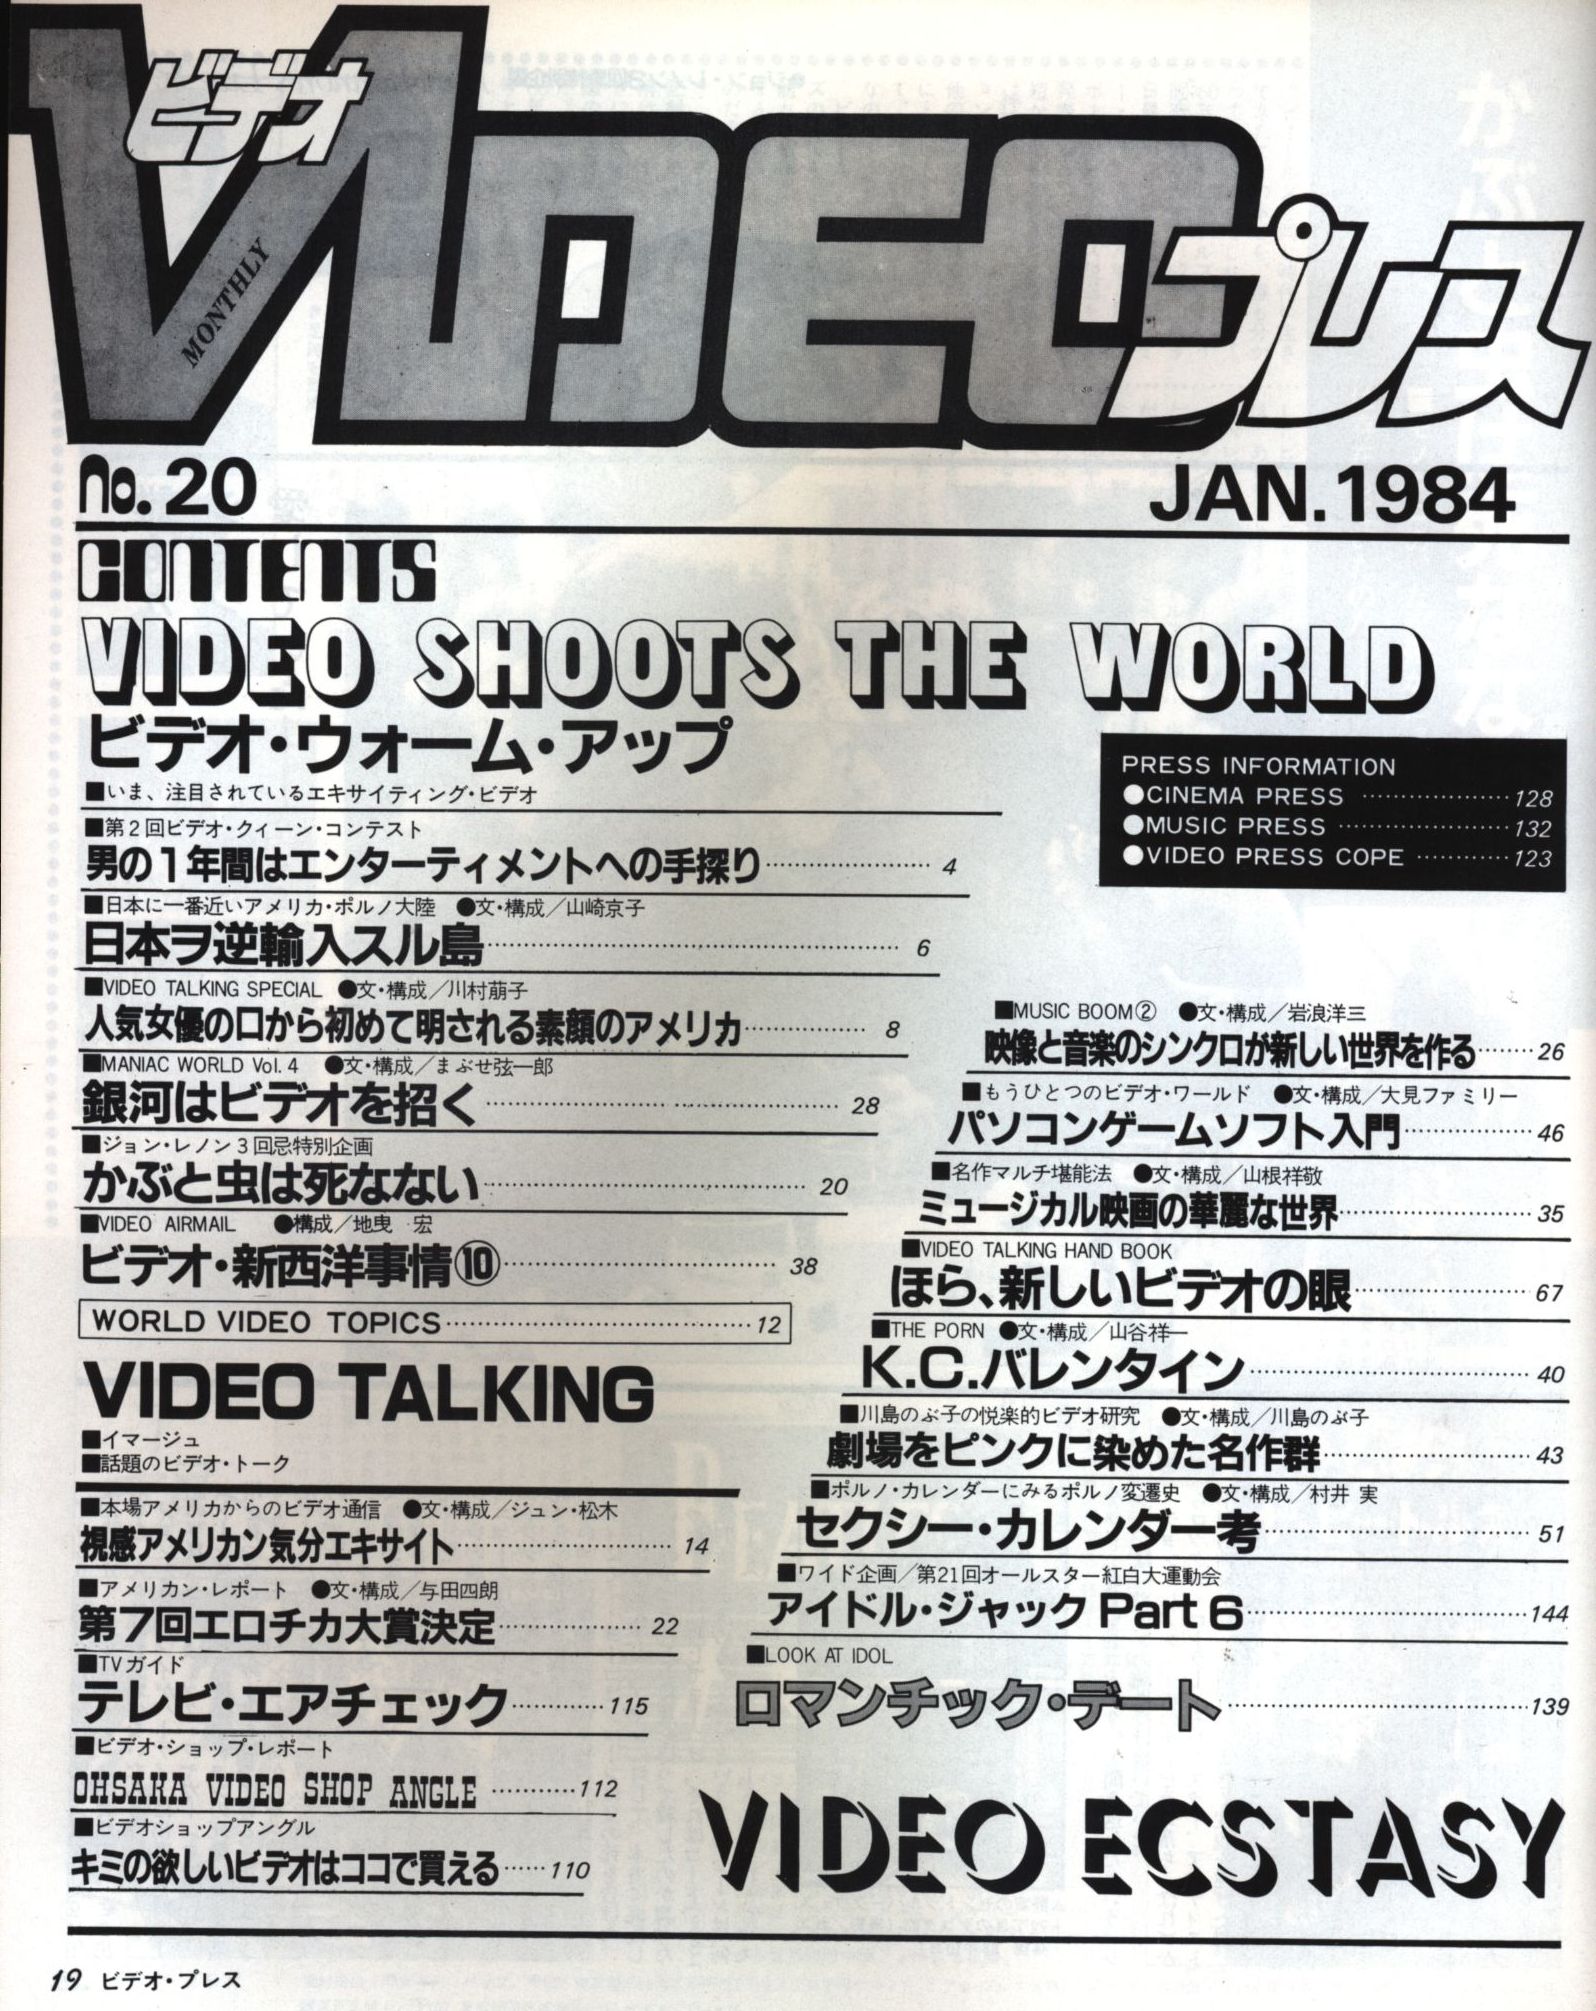 ビデオ
VIDEO
プレス
MONTHLY
no.20
JAN.1984
CONTENTS
VIDEO SHOOTS THE WORLD
ビデオ・ウォーム・アップ
■いま、注目されているエキサイティング・ビデオ
■第2回ビデオ・クィーン・コンテスト
男の1年間はエンターティメントへの手探り 4
■日本に一番近いアメリカ・ポルノ大陸 ●文・構成／山崎京子
日本ヲ逆輸入スル島 6
■VIDEO TALKING SPECIAL ●文・構成／川村萠子
人気女優の口から初めて明される素顔のアメリカ 8
■MANIAC WORLD Vol. 4 ●文・構成／まぶせ弦一郎
銀河はビデオを招く 28
■ジョン・レノン3回忌特別企画
かぶと虫は死なない 20
■VIDEO AIRMAIL ●構成／地曳 宏
ビデオ・新西洋事情⑩ 38
WORLD VIDEO TOPICS 12
VIDEO TALKING
■イマージュ
■話題のビデオ・トーク
■本場アメリカからのビデオ通信 ●文・構成／ジュン・松木
視感アメリカン気分エキサイト 14
■アメリカン・レポート ●文・構成／与田四朗
第7回エロチカ大賞決定 22
■TVガイド
テレビ・エアチェック 115
■ビデオ・ショップ・レポート
OHSAKA VIDEO SHOP ANGLE 112
■ビデオショップアングル
キミの欲しいビデオはココで買える 110
PRESS INFORMATION
●CINEMA PRESS 128
●MUSIC PRESS 132
●VIDEO PRESS COPE 123
■MUSIC BOOM② ●文・構成／岩浪洋三
映像と音楽のシンクロが新しい世界を作る 26
■もうひとつのビデオ・ワールド ●文・構成／大見ファミリー
パソコンゲームソフト入門 46
■名作マルチ堪能法 ●文・構成／山根祥敬
ミュージカル映画の華麗な世界 35
■VIDEO TALKING HAND BOOK
ほら、新しいビデオの眼 67
■THE PORN ●文・構成／山谷祥一
K.C.バレンタイン 40
■川島のぶ子の悦楽的ビデオ研究 ●文・構成／川島のぶ子
劇場をピンクに染めた名作群 43
■ポルノ・カレンダーにみるポルノ変遷史 ●文・構成／村井 実
セクシー・カレンダー考 51
■ワイド企画／第21回オールスター紅白大運動会
アイドル・ジャック Part 6 144
■LOOK AT IDOL
ロマンチック・デート 139
VIDEO ECSTASY
19 ビデオ・プレス